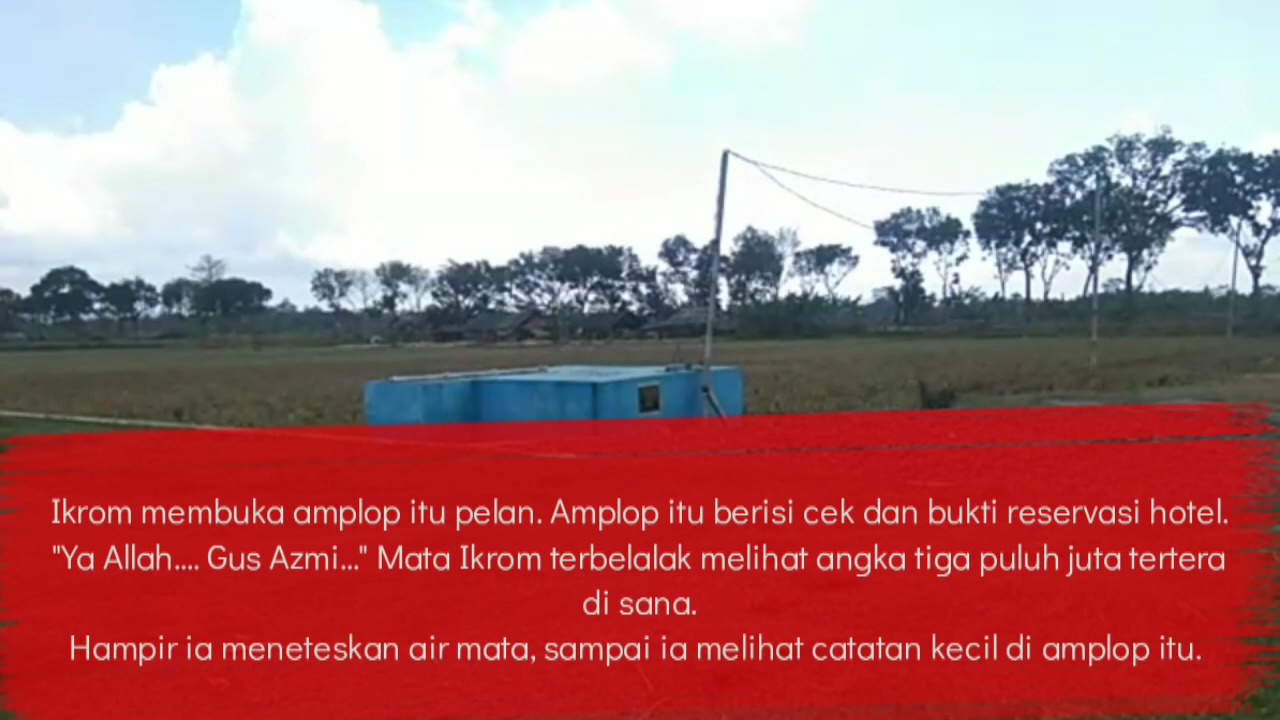 Ikrom membuka amplop itu pelan. Amplop itu berisi cek dan bukti reservasi hotel.
"Ya Allah.... Gus Azmi..." Mata Ikrom terbelalak melihat angka tiga puluh juta tertera
di sana.
Hampir ia meneteskan air mata, sampai ia melihat catatan kecil di amplop itu.